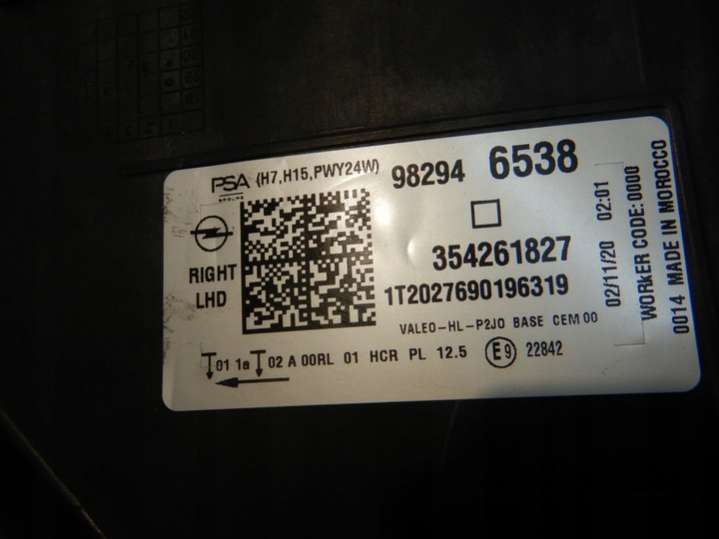 PSA (H7,H15,PWY24W) 98294 6538
GROUPE
RIGHT
LHD
354261827
1T2027690196319
VALEO-HL-P2JO BASE CEM 00
01 1a 02 A 00RL 01 HCR PL 12.5 E9 22842
02/11/20 02:01
WORKER CODE:0000
0014 MADE IN MOROCCO